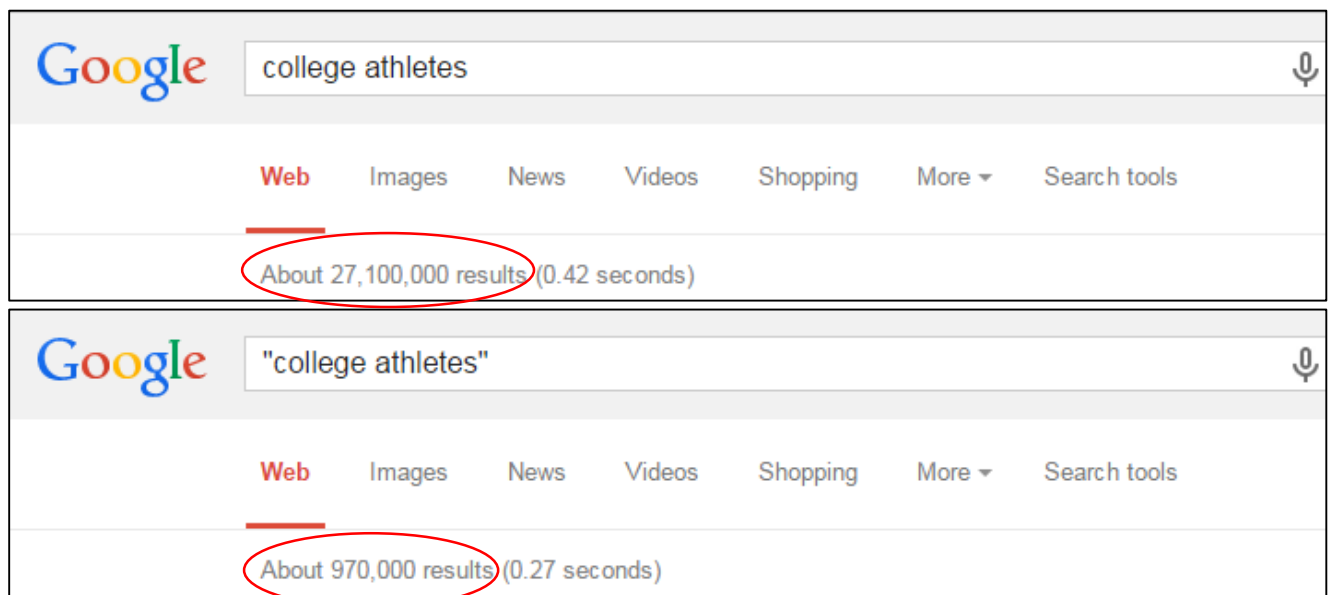 Google college athletes
Web Images News Videos Shopping More Search tools
About 27,100,000 results (0.42 seconds)
Google "college athletes"
Web Images News Videos Shopping More Search tools
About 970,000 results (0.27 seconds)